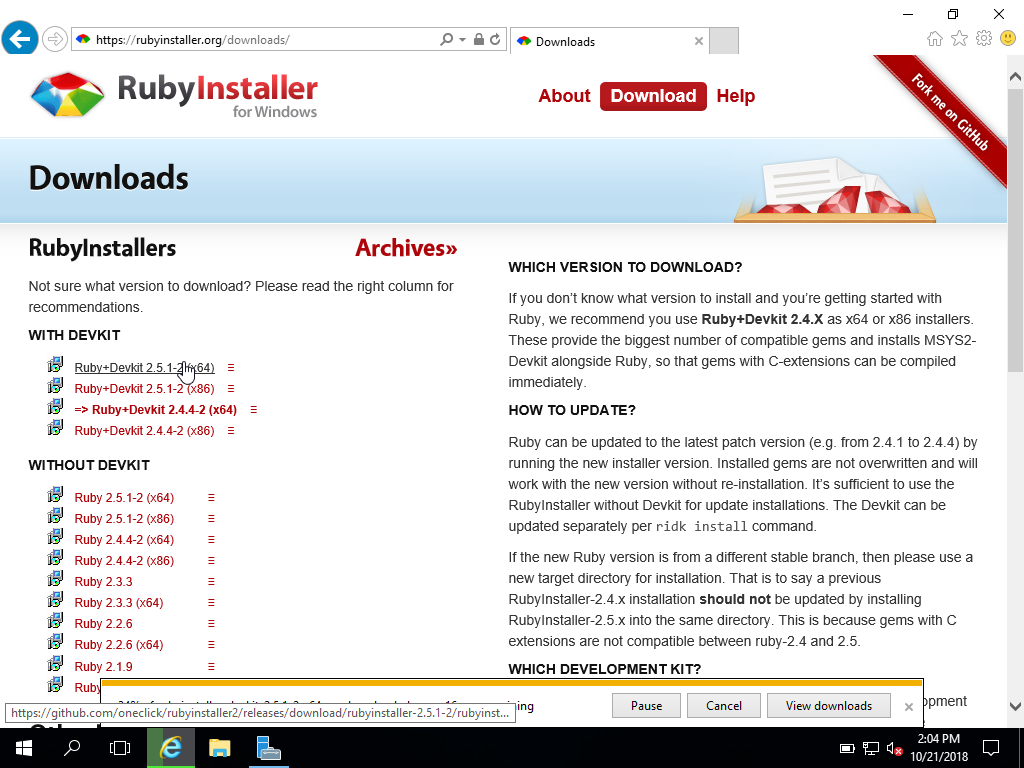 https://rubyinstaller.org/downloads/
Downloads
RubyInstaller
for Windows
About
Download
Help
Fork me on GitHub
Downloads
RubyInstallers
Archives»
Not sure what version to download? Please read the right column for
recommendations.
WITH DEVKIT
Ruby+Devkit 2.5.1-2 (x64)
Ruby+Devkit 2.5.1-2 (x86)
=> Ruby+Devkit 2.4.4-2 (x64)
Ruby+Devkit 2.4.4-2 (x86)
WITHOUT DEVKIT
Ruby 2.5.1-2 (x64)
Ruby 2.5.1-2 (x86)
Ruby 2.4.4-2 (x64)
Ruby 2.4.4-2 (x86)
Ruby 2.3.3
Ruby 2.3.3 (x64)
Ruby 2.2.6
Ruby 2.2.6 (x64)
Ruby 2.1.9
WHICH VERSION TO DOWNLOAD?
If you don’t know what version to install and you’re getting started with
Ruby, we recommend you use Ruby+Devkit 2.4.X as x64 or x86 installers.
These provide the biggest number of compatible gems and installs MSYS2-
Devkit alongside Ruby, so that gems with C-extensions can be compiled
immediately.
HOW TO UPDATE?
Ruby can be updated to the latest patch version (e.g. from 2.4.1 to 2.4.4) by
running the new installer version. Installed gems are not overwritten and will
work with the new version without re-installation. It’s sufficient to use the
RubyInstaller without Devkit for update installations. The Devkit can be
updated separately per ridk install command.
If the new Ruby version is from a different stable branch, then please use a
new target directory for installation. That is to say a previous
RubyInstaller-2.4.x installation should not be updated by installing
RubyInstaller-2.5.x into the same directory. This is because gems with C
extensions are not compatible between ruby-2.4 and 2.5.
WHICH DEVELOPMENT KIT?
Pause
Cancel
View downloads
https://github.com/oneclick/rubyinstaller2/releases/download/rubyinstaller-2.5.1-2/rubyinst...
2:04 PM
10/21/2018